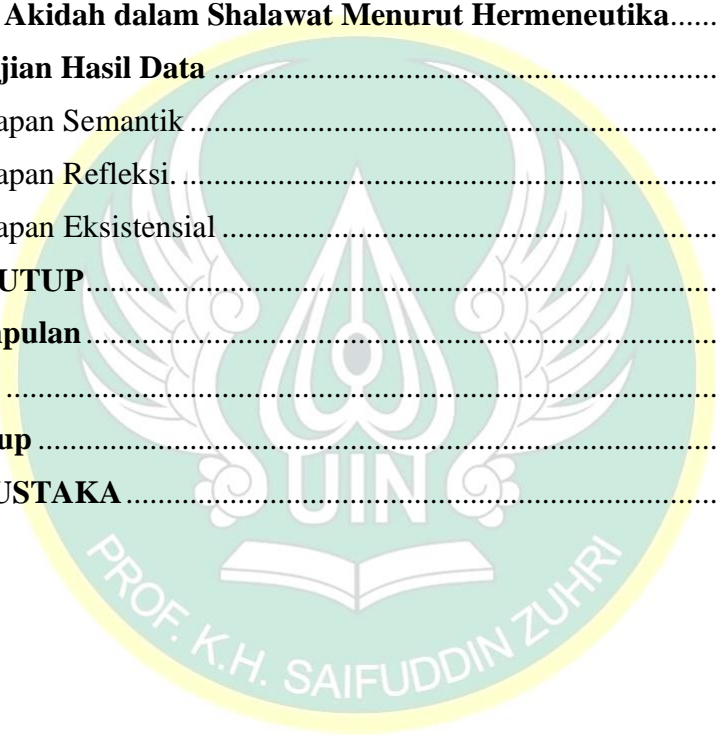 Akidah dalam Shalawat Menurut Hermeneutika......
jian Hasil Data ................................................................
apan Semantik ................................................................
apan Refleksi. ................................................................
apan Eksistensial ................................................................
UTUP................................................................
npulan ................................................................
................................................................
up ................................................................
USTAKA ................................................................
UIN
PROF. K.H. SAIFUDDIN ZUHRI